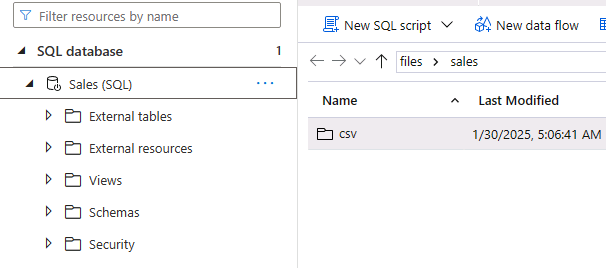 Filter resources by name
SQL database 1
Sales (SQL) ...
External tables
External resources
Views
Schemas
Security
New SQL script New data flow
files sales
Name Last Modified
csv 1/30/2025, 5:06:41 AM